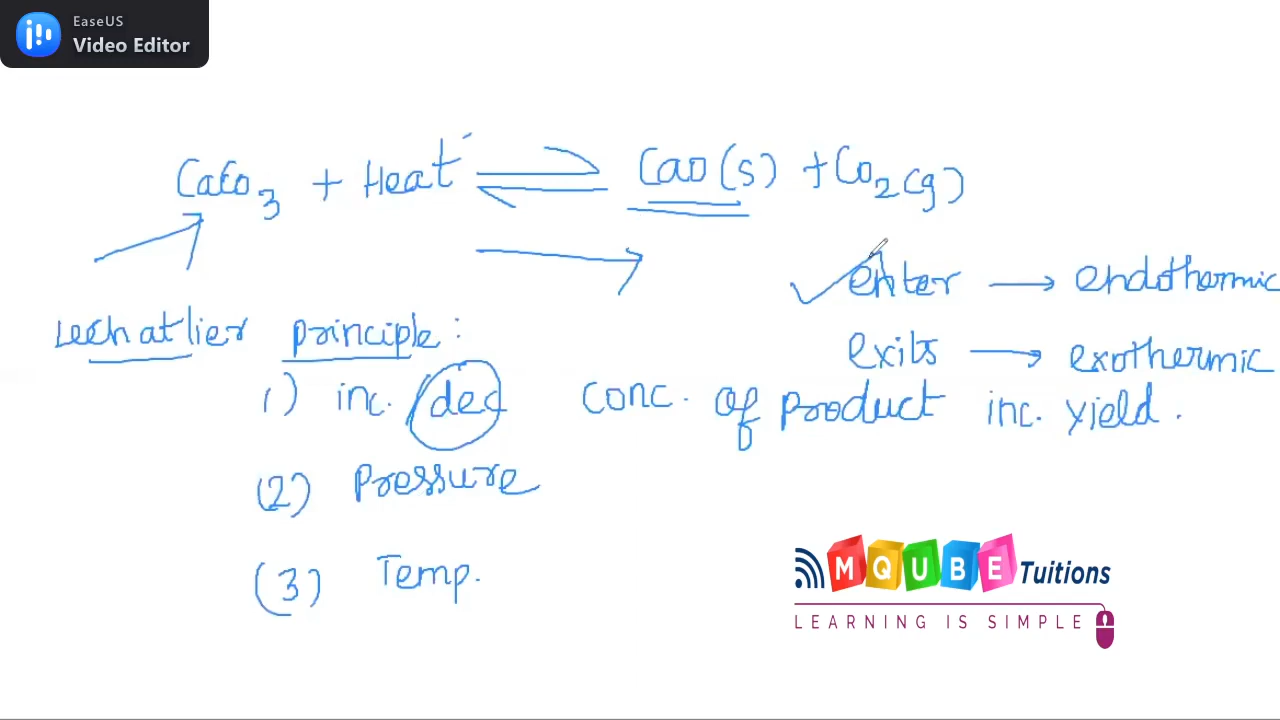 EaseUS
Video Editor
CaCo3 + Heat ⇌ Cao(s) + Co2(g)
enter → endothermic
Lechatlier principle:
exits → exothermic
1) inc. /dec conc. of product inc. yield.
(2) Pressure
(3) Temp.
MQUBE Tuitions
LEARNING IS SIMPLE